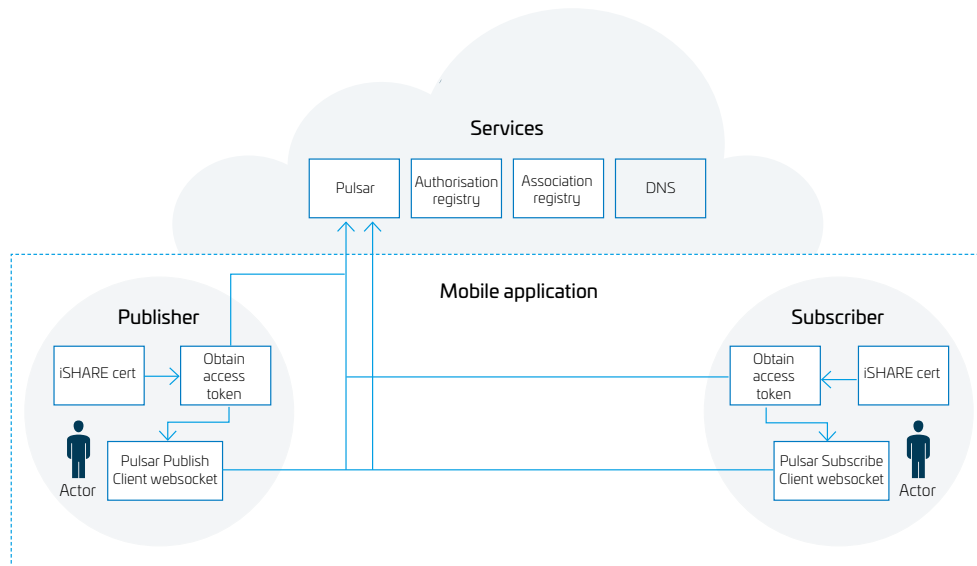 Services
Pulsar
Authorisation
registry
Association
registry
DNS
Mobile application
Publisher
iSHARE cert
Obtain
access
token
Actor
Pulsar Publish
Client websocket
Subscriber
Obtain
access
token
iSHARE cert
Pulsar Subscribe
Client websocket
Actor